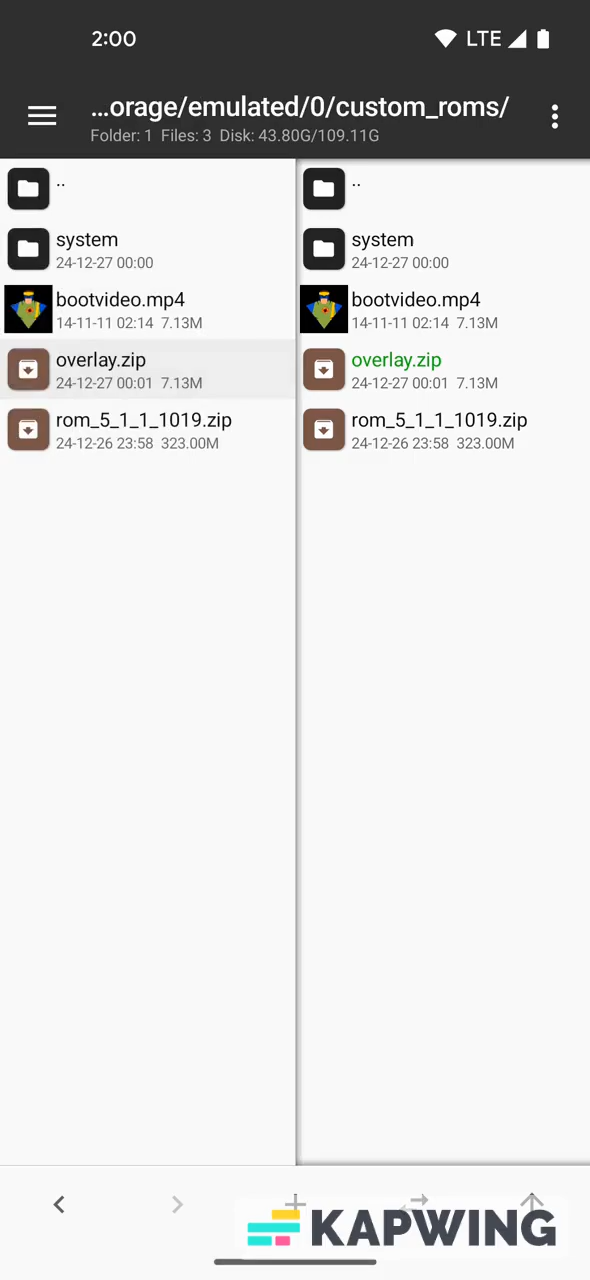 2:00
LTE
...orage/emulated/0/custom_roms/
Folder: 1 Files: 3 Disk: 43.80G/109.11G
..
system
24-12-27 00:00
bootvideo.mp4
14-11-11 02:14 7.13M
overlay.zip
24-12-27 00:01 7.13M
rom_5_1_1_1019.zip
24-12-26 23:58 323.00M
..
system
24-12-27 00:00
bootvideo.mp4
14-11-11 02:14 7.13M
overlay.zip
24-12-27 00:01 7.13M
rom_5_1_1_1019.zip
24-12-26 23:58 323.00M
KAPWING